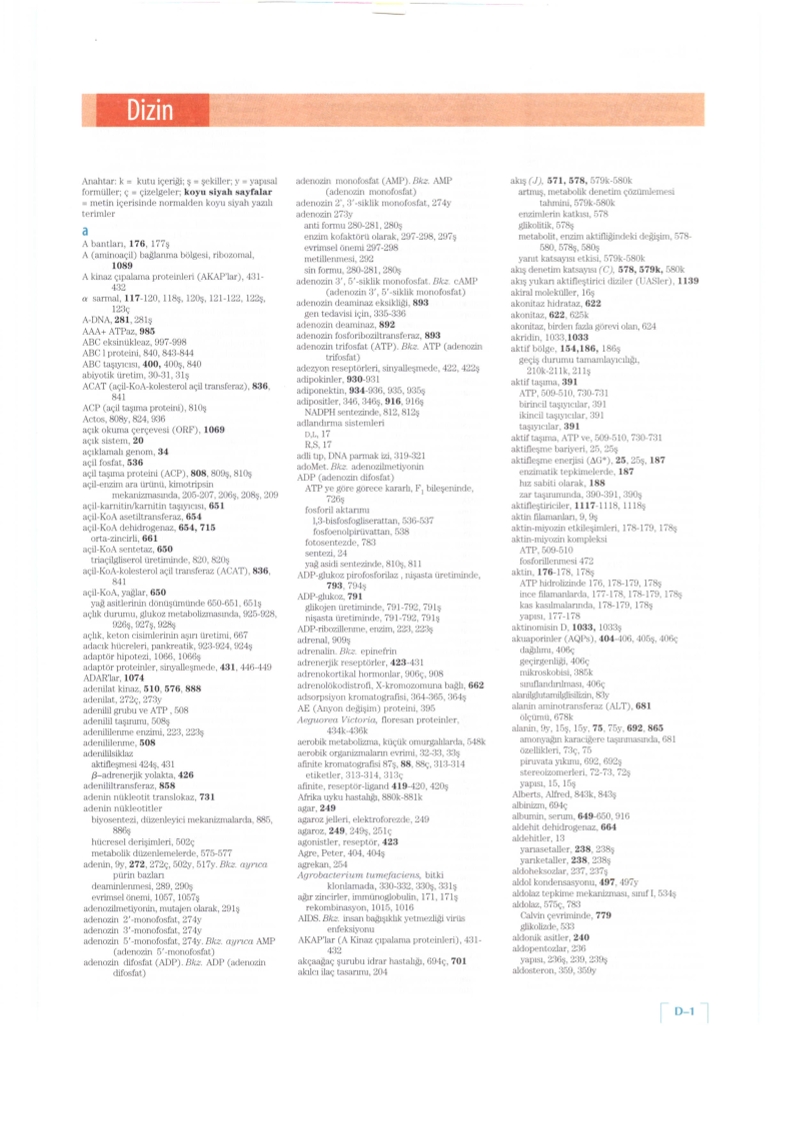 Dizin
Anahtar: k = kutu içeriği; ş = şekiller; y = yapısal
formüller; ç = çizelgeler; koyu siyah sayfalar
= metin içerisinde normalden koyu siyah yazılı
terimler
a
A bantları, 176, 177ş
A (aminoaçil) bağlanma bölgesi, ribozomal,
1089
A kinaz çıpalama proteinleri (AKAP'lar), 431-
432
α sarmal, 117-120, 118ş, 120ş, 121-122, 122ş,
123ç
A-DNA, 281, 281ş
AAA+ ATPaz, 985
ABC eksinükleaz, 997-998
ABC1 proteini, 840, 843-844
ABC taşıyıcısı, 400, 400ş, 840
abiyotik üretim, 30-31, 31ş
ACAT (açil-KoA-kolesterol açil transferaz), 836,
841
ACP (açil taşıma proteini), 810ş
Actos, 808y, 824, 936
açık okuma çerçevesi (ORF), 1069
açık sistem, 20
açıklamalı genom, 34
açil fosfat, 536
açil taşıma proteini (ACP), 808, 809ş, 810ş
açil-enzim ara ürünü, kimotripsin
mekanizmasında, 205-207, 206ş, 208ş, 209
açil-karnitin/karnitin taşıyıcısı, 651
açil-KoA asetiltransferaz, 654
açil-KoA dehidrogenaz, 654, 715
orta-zincirli, 661
açil-KoA sentetaz, 650
triaçilgliserol üretiminde, 820, 820ş
açil-KoA-kolesterol açil transferaz (ACAT), 836,
841
açil-KoA, yağlar, 650
yağ asitlerinin dönüşümünde 650-651, 651ş
açlık durumu, glukoz metabolizmasında, 925-928,
926ş, 927ş, 928ş
açlık, keton cisimlerinin aşırı üretimi, 667
adacık hücreleri, pankreatik, 923-924, 924ş
adaptör hipotezi, 1066, 1066ş
adaptör proteinler, sinyalleşmede, 431, 446-449
ADAR'lar, 1074
adenilat kinaz, 510, 576, 888
adenilat, 272ç, 273y
adenilil grubu ve ATP , 508
adenilil taşınımı, 508ş
adenililenme enzimi, 223, 223ş
adenililenme, 508
adenililsiklaz
aktifleşmesi 424ş, 431
β-adrenerjik yolakta, 426
adenililtransferaz, 858
adenin nükleotit translokaz, 731
adenin nükleotitler
biyosentezi, düzenleyici mekanizmalarda, 885,
886ş
hücresel derişimleri, 502ç
metabolik düzenlemelerde, 575-577
adenin, 9y, 272, 272ç, 502y, 517y. Bkz. ayrıca
pürin bazları
deaminlenmesi, 289, 290ş
evrimsel önemi, 1057, 1057ş
adenozilmetiyonin, mutajen olarak, 291ş
adenozin 2'-monofosfat, 274y
adenozin 3'-monofosfat, 274y
adenozin 5'-monofosfat, 274y. Bkz. ayrıca AMP
(adenozin 5'-monofosfat)
adenozin difosfat (ADP). Bkz. ADP (adenozin
difosfat)
adenozin monofosfat (AMP). Bkz. AMP
(adenozin monofosfat)
adenozin 2', 3'-siklik monofosfat, 274y
adenozin 273y
anti formu 280-281, 280ş
enzim kofaktörü olarak, 297-298, 297ş
evrimsel önemi 297-298
metillenmesi, 292
sin formu, 280-281, 280ş
adenozin 3', 5'-siklik monofosfat. Bkz. cAMP
(adenozin 3', 5'-siklik monofosfat)
adenozin deaminaz eksikliği, 893
gen tedavisi için, 335-336
adenozin deaminaz, 892
adenozin fosforiboziltransferaz, 893
adenozin trifosfat (ATP). Bkz. ATP (adenozin
trifosfat)
adezyon reseptörleri, sinyalleşmede, 422, 422ş
adipokinler, 930-931
adiponektin, 934-936, 935, 935ş
adipositler, 346, 346ş, 916, 916ş
NADPH sentezinde, 812, 812ş
adlandırma sistemleri
D,L, 17
R,S, 17
adli tıp, DNA parmak izi, 319-321
adoMet. Bkz. adenozilmetiyonin
ADP (adenozin difosfat)
ATP ye göre görece kararlı, F₁ bileşeninde,
726ş
fosforil aktarımı
1,3-bisfosfogliserattan, 536-537
fosfoenolpirüvattan, 538
fotosentezde, 783
sentezi, 24
yağ asidi sentezinde, 810ş, 811
ADP-glukoz pirofosforilaz , nişasta üretiminde,
793, 794ş
ADP-glukoz, 791
glikojen üretiminde, 791-792, 791ş
nişasta üretiminde, 791-792, 791ş
ADP-ribozillenme, enzim, 223, 223ş
adrenal, 909ş
adrenalin. Bkz. epinefrin
adrenerjik reseptörler, 423-431
adrenokortikal hormonlar, 906ç, 908
adrenolökodistrofi, X-kromozomuna bağlı, 662
adsorpsiyon kromatografisi, 364-365, 364ş
AE (Anyon değişim) proteini, 395
Aequorea Victoria, floresan proteinler,
434k-436k
aerobik metabolizma, küçük omurgalılarda, 548k
aerobik organizmaların evrimi, 32-33, 33ş
afinite kromatografisi 87ş, 88, 88ç, 313-314
etiketler, 313-314, 313ç
afinite, reseptör-ligand 419-420, 420ş
Afrika uyku hastalığı, 880k-881k
agar, 249
agaroz jelleri, elektroforezde, 249
agaroz, 249, 249ş, 251ç
agonistler, reseptör, 423
Agre, Peter, 404, 404ş
agrekan, 254
Agrobacterium tumefaciens, bitki
klonlamada, 330-332, 330ş, 331ş
ağır zincirler, immünoglobulin, 171, 171ş
rekombinasyon, 1015, 1016
AIDS. Bkz. insan bağışıklık yetmezliği virüs
enfeksiyonu
AKAP'lar (A Kinaz çıpalama proteinleri), 431-
432
akçaağaç şurubu idrar hastalığı, 694ç, 701
akılcı ilaç tasarımı, 204
akış (J), 571, 578, 579k-580k
artmış, metabolik denetim çözümlemesi
tahmini, 579k-580k
enzimlerin katkısı, 578
glikolitik, 578ş
metabolit, enzim aktifliğindeki değişim, 578-
580, 578ş, 580ş
yanıt katsayısı etkisi, 579k-580k
akış denetim katsayısı (C), 578, 579k, 580k
akış yukarı aktifleştirici diziler (UASler), 1139
akiral moleküller, 16ş
akonitaz hidrataz, 622
akonitaz, 622, 625k
akonitaz, birden fazla görevi olan, 624
akridin, 1033,1033
aktif bölge, 154,186, 186ş
geçiş durumu tamamlayıcılığı,
210k-211k, 211ş
aktif taşıma, 391
ATP, 509-510, 730-731
birincil taşıyıcılar, 391
ikincil taşıyıcılar, 391
taşıyıcılar, 391
aktif taşıma, ATP ve, 509-510, 730-731
aktifleşme bariyeri, 25, 25ş
aktifleşme enerjisi (ΔG*), 25, 25ş, 187
enzimatik tepkimelerde, 187
hız sabiti olarak, 188
zar taşınımında, 390-391, 390ş
aktifleştiriciler, 1117-1118, 1118ş
aktin filamanları, 9, 9ş
aktin-miyozin etkileşimleri, 178-179, 178ş
aktin-miyozin kompleksi
ATP, 509-510
fosforillenmesi 472
aktin, 176-178, 178ş
ATP hidrolizinde 176, 178-179, 178ş
ince filamanlarda, 177-178, 178-179, 178ş
kas kasılmalarında, 178-179, 178ş
yapısı, 177-178
aktinomisin D, 1033, 1033ş
akuaporinler (AQPs), 404-406, 405ş, 406ç
dağılımı, 406ç
geçirgenliği, 406ç
mikroskobisi, 385k
sınıflandırılması, 406ç
alanilglutamilglisilizin, 83y
alanin aminotransferaz (ALT), 681
ölçümü, 678k
alanin, 9y, 15ş, 15y, 75, 75y, 692, 865
amonyağın karaciğere taşınmasında, 681
özellikleri, 73ç, 75
piruvata yıkımı, 692, 692ş
stereoizomerleri, 72-73, 72ş
yapısı, 15, 15ş
Alberts, Alfred, 843k, 843ş
albinizm, 694ç
albumin, serum, 649-650, 916
aldehit dehidrogenaz, 664
aldehitler, 13
yarıasetaller, 238, 238ş
yarıketaller, 238, 238ş
aldoheksozlar, 237, 237ş
aldol kondensasyonu, 497, 497y
aldolaz tepkime mekanizması, sınıf I, 534ş
aldolaz, 575ç, 783
Calvin çevriminde, 779
glikolizde, 533
aldonik asitler, 240
aldopentozlar, 236
yapısı, 236ş, 239, 239ş
aldosteron, 359, 359y
D–1